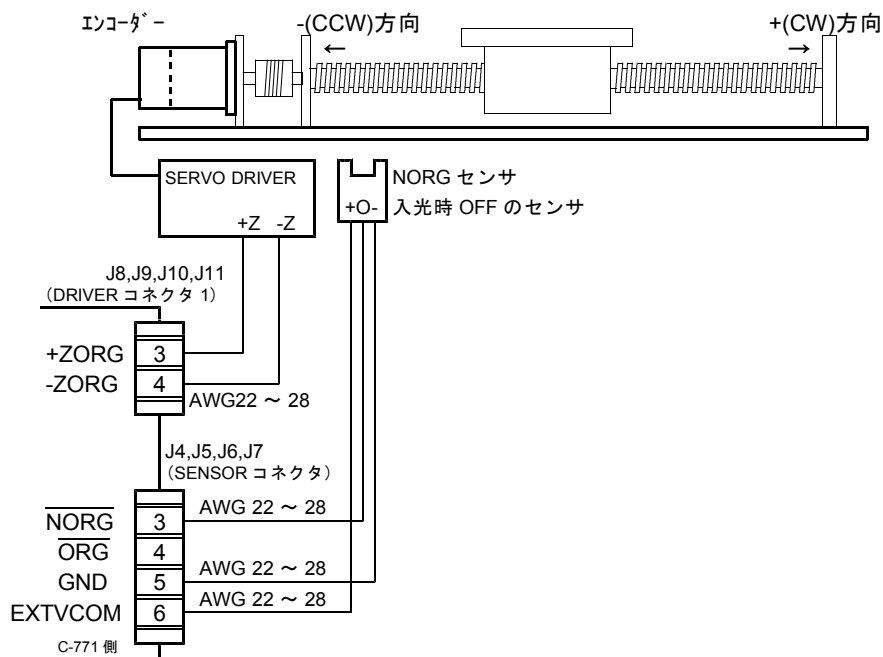 エンコーダー
-(CCW)方向
+(CW)方向
←
→
SERVO DRIVER
+Z -Z
NORG センサ
+O- 入光時 OFF のセンサ
J8,J9,J10,J11
(DRIVER コネクタ 1)
+ZORG 3
-ZORG 4
AWG22 ～ 28
J4,J5,J6,J7
(SENSOR コネクタ)
NORG 3 AWG 22 ～ 28
ORG 4
GND 5 AWG 22 ～ 28
EXTVCOM 6 AWG 22 ～ 28
C-771 側